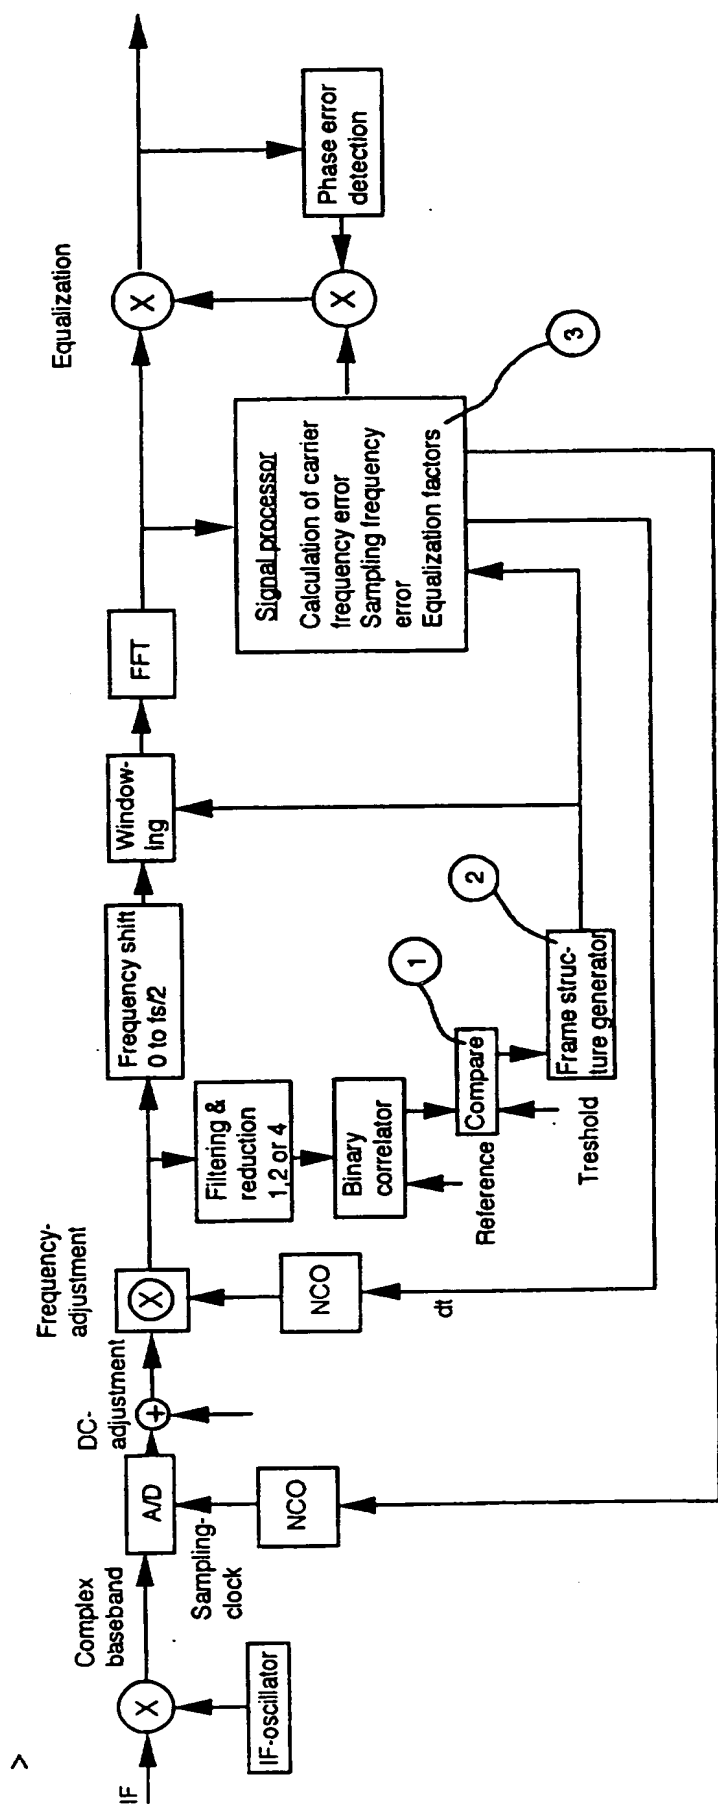 >
IF
X
IF-oscillator
Complex
baseband
A/D
Sampling-
clock
NCO
DC-
adjustment
+
Frequency-
adjustment
X
NCO
dt
Frequency shift
0 to fs/2
Filtering &
reduction
1,2 or 4
Binary
correlator
Reference
Compare
Treshold
1
Frame struc-
ture generator
2
Window-
ing
FFT
Signal processor
Calculation of carrier
frequency error
Sampling frequency
error
Equalization factors
3
Equalization
X
X
Phase error
detection